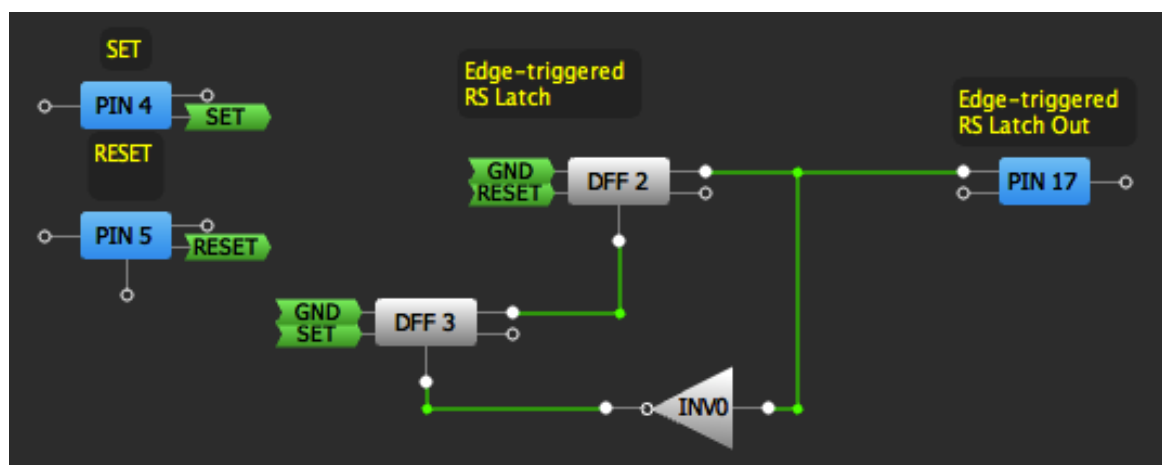 SET
PIN 4
SET
RESET
PIN 5
RESET
Edge-triggered
RS Latch
GND
RESET
DFF 2
GND
SET
DFF 3
INV0
Edge-triggered
RS Latch Out
PIN 17